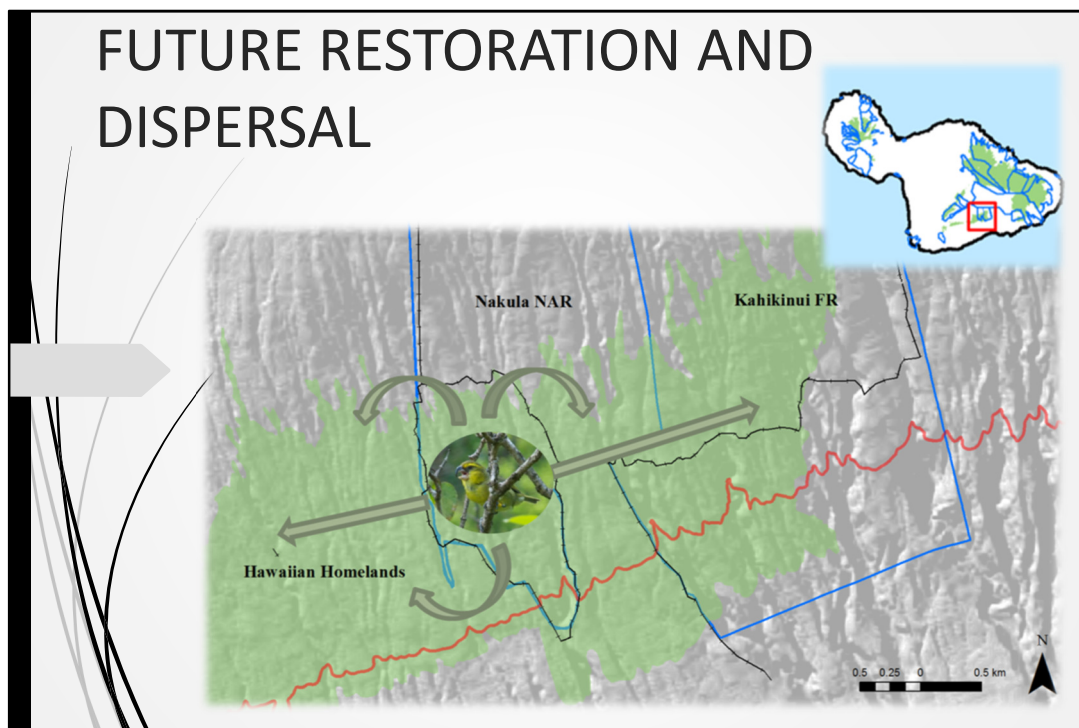 FUTURE RESTORATION AND
DISPERSAL
Nakula NAR
Kahikinui FR
Hawaiian Homelands
N
0.5 0.25 0 0.5 km